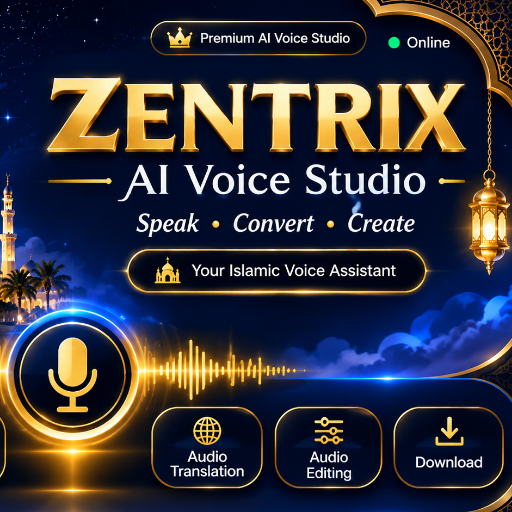 Premium AI Voice Studio
Online
ZENTRIX
AI Voice Studio
Speak • Convert • Create
Your Islamic Voice Assistant
Audio
Translation
Audio
Editing
Download